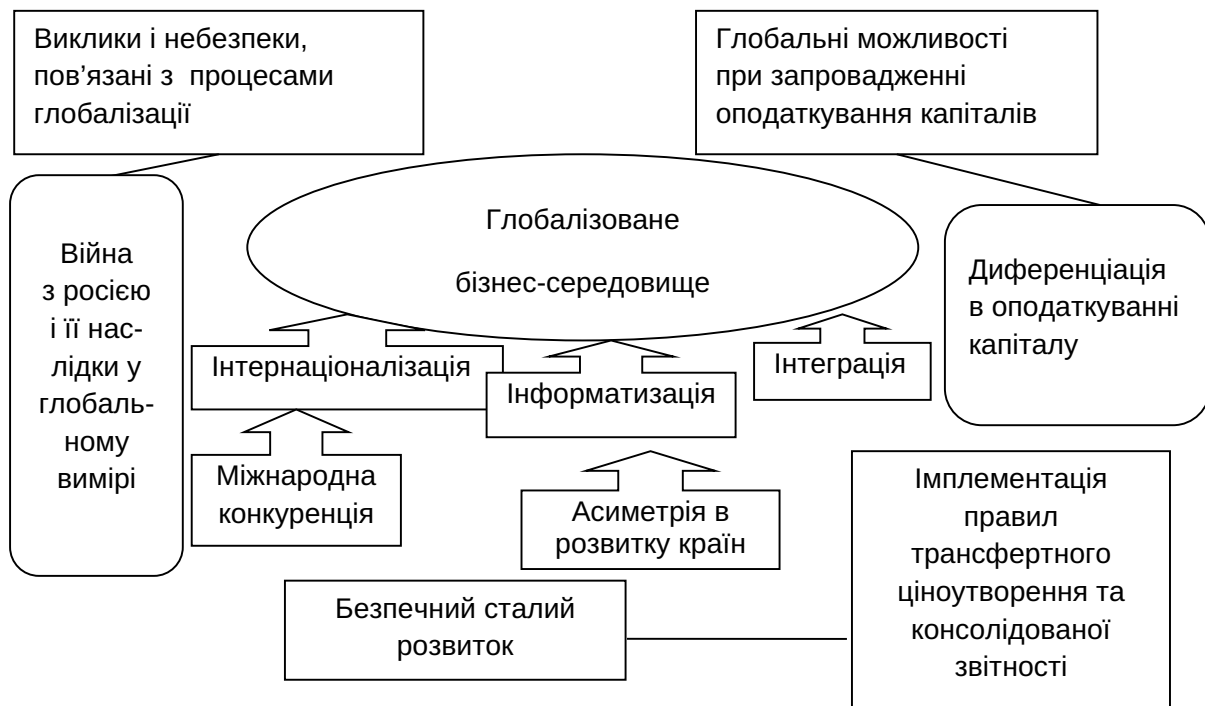 Виклики і небезпеки,
пов’язані з  процесами
глобалізації
Глобальні можливості
при запровадженні
оподаткування капіталів
Глобалізоване
бізнес-середовище
Війна
з росією
і її нас-
лідки у
глобаль-
ному
вимірі
Диференціація
в оподаткуванні
капіталу
Інтернаціоналізація
Інформатизація
Інтеграція
Міжнародна
конкуренція
Асиметрія в
розвитку країн
Імплементація
правил
трансфертного
ціноутворення та
консолідованої
звітності
Безпечний сталий
розвиток